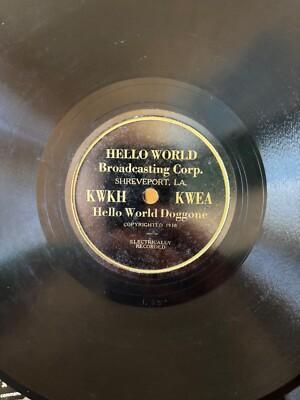 HELLO WORLD
Broadcasting Corp.
SHREVEPORT, LA.
KWKH KWEA
Hello World Doggone
COPYRIGHTED 1930
ELECTRICALLY
RECORDED